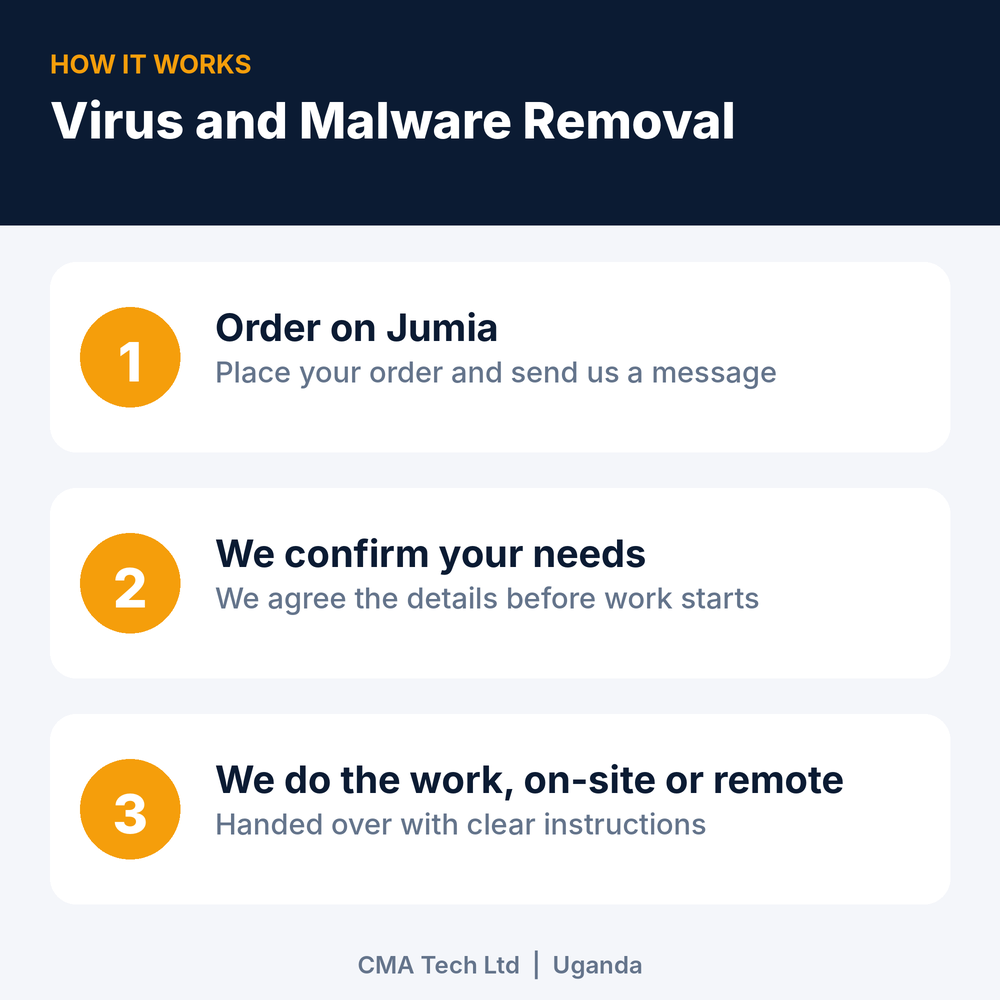 HOW IT WORKS
Virus and Malware Removal
1
Order on Jumia
Place your order and send us a message
2
We confirm your needs
We agree the details before work starts
3
We do the work, on-site or remote
Handed over with clear instructions
CMA Tech Ltd | Uganda